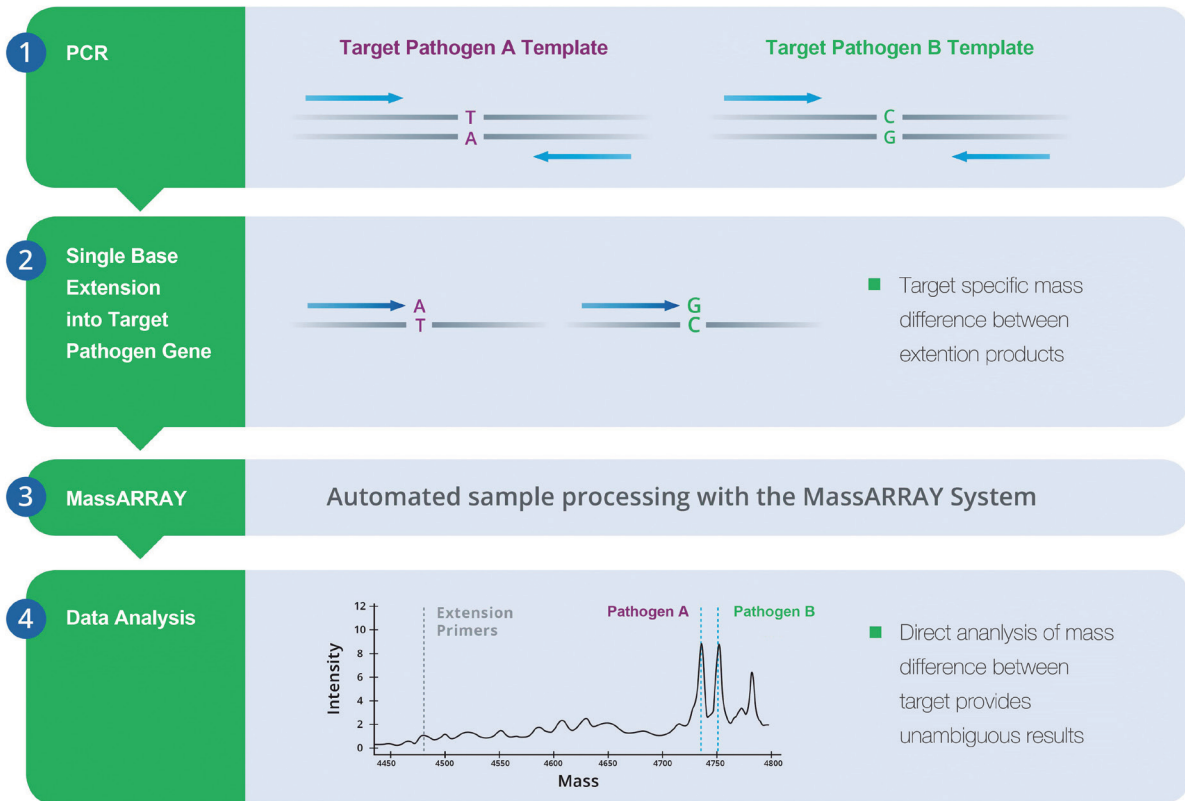 1
PCR
Target Pathogen A Template
Target Pathogen B Template
T
A
C
G
2
Single Base
Extension
into Target
Pathogen Gene
A
T
G
C
Target specific mass
difference between
extention products
3
MassARRAY
Automated sample processing with the MassARRAY System
4
Data Analysis
12
10
8
6
4
2
0
Intensity
Extension
Primers
Pathogen A
Pathogen B
4450
4500
4550
4600
4650
4700
4750
4800
Mass
Direct ananlysis of mass
difference between
target provides
unambiguous results